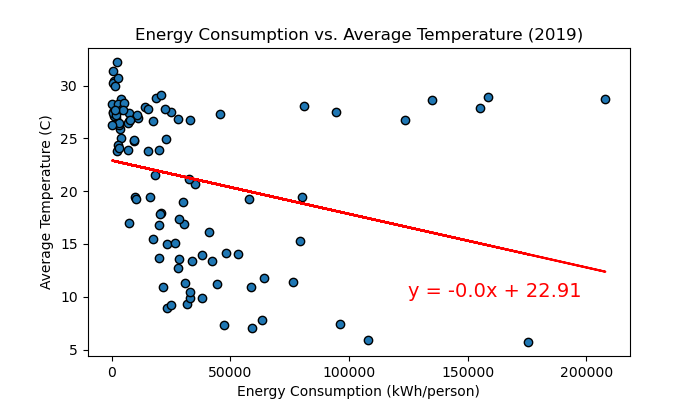 Energy Consumption vs. Average Temperature (2019)
30
25
20
15
10
5
Average Temperature (C)
y = -0.0x + 22.91
0 50000 100000 150000 200000
Energy Consumption (kWh/person)